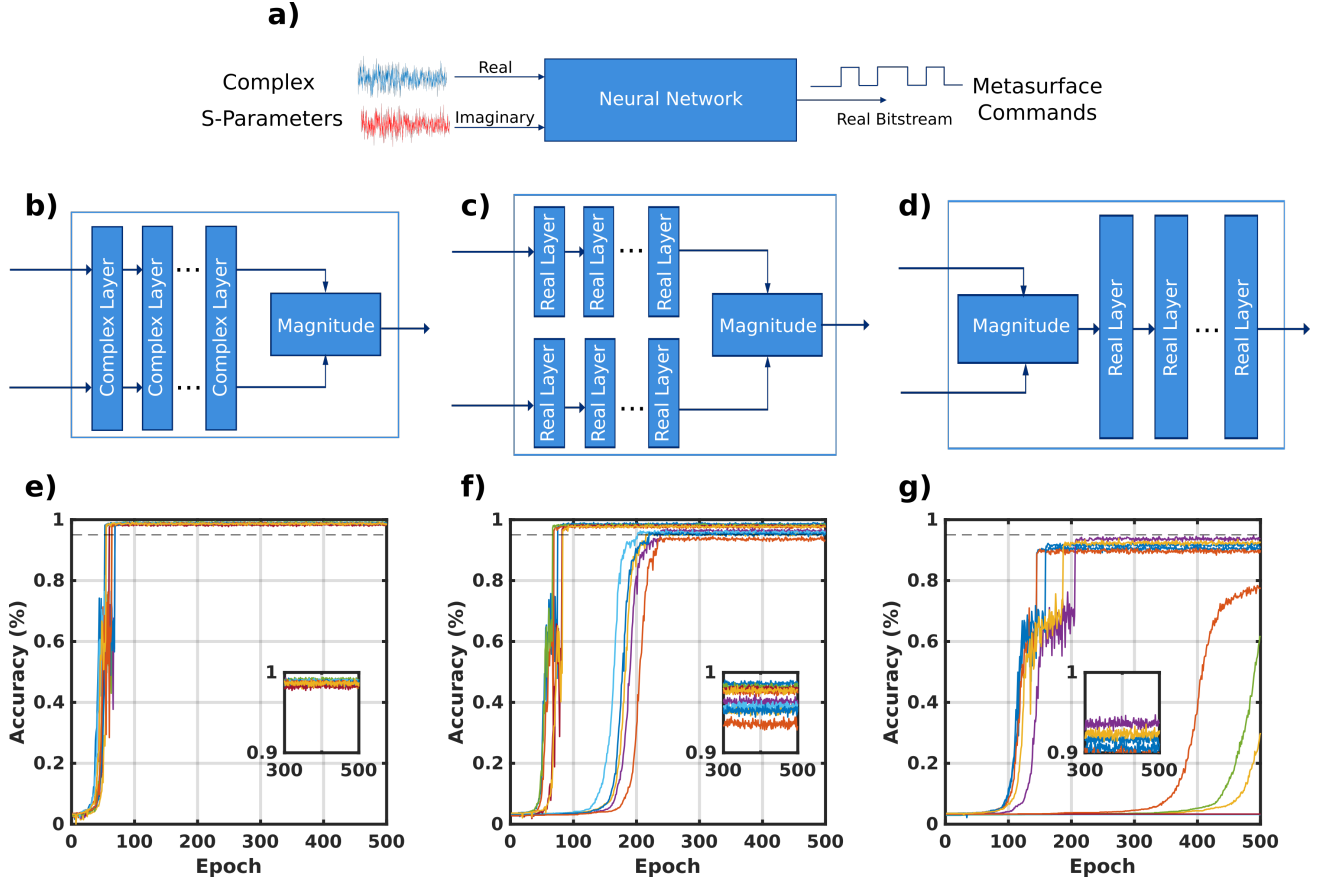 a)
Complex
S-Parameters
Real
Imaginary
Neural Network
Real Bitstream
Metasurface
Commands
b)
Complex Layer
Complex Layer
...
...
Complex Layer
Magnitude
c)
Real Layer
Real Layer
...
Real Layer
Real Layer
Real Layer
...
Real Layer
Magnitude
d)
Magnitude
Real Layer
Real Layer
...
Real Layer
e)
Accuracy (%)
1
0.8
0.6
0.4
0.2
0
0
100
200
300
400
500
Epoch
1
0.9
300
500
f)
Accuracy (%)
1
0.8
0.6
0.4
0.2
0
0
100
200
300
400
500
Epoch
1
0.9
300
500
g)
Accuracy (%)
1
0.8
0.6
0.4
0.2
0
0
100
200
300
400
500
Epoch
1
0.9
300
500